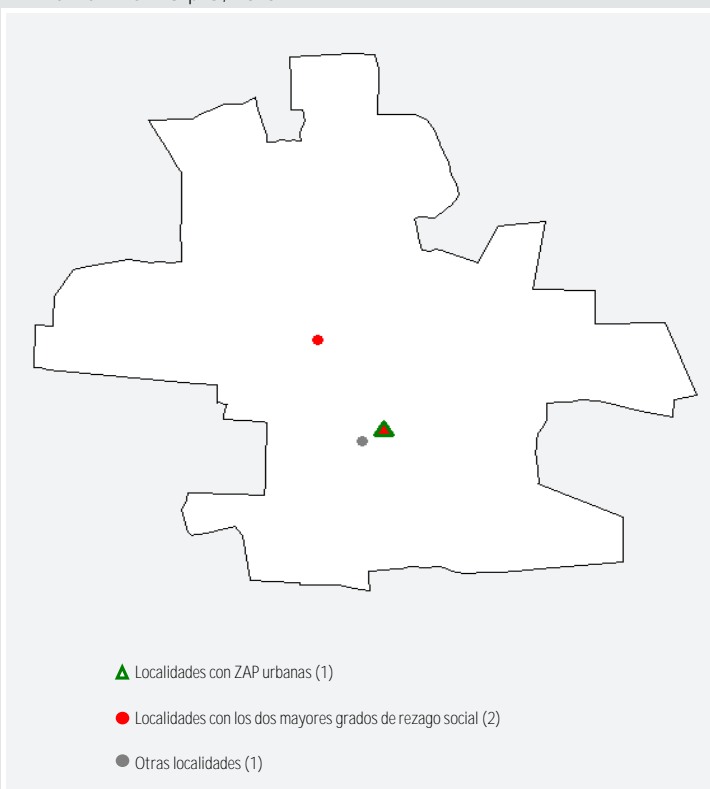 Localidades con ZAP urbanas (1)
Localidades con los dos mayores grados de rezago social (2)
Otras localidades (1)